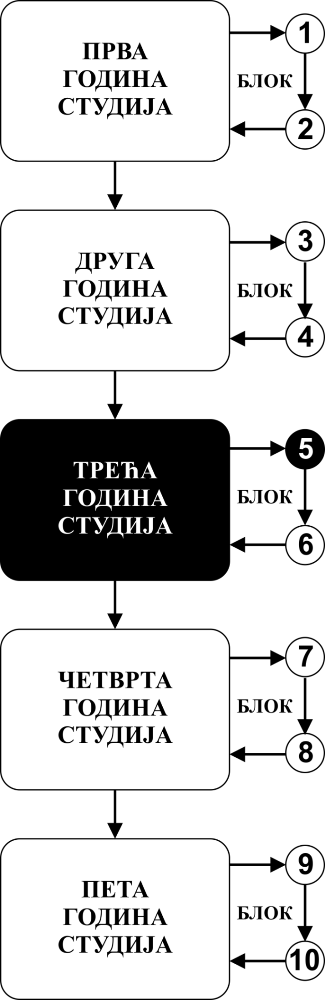 ПРВА
ГОДИНА
СТУДИЈА
1
БЛОК
2
ДРУГА
ГОДИНА
СТУДИЈА
3
БЛОК
4
ТРЕЋА
ГОДИНА
СТУДИЈА
5
БЛОК
6
ЧЕТВРТА
ГОДИНА
СТУДИЈА
7
БЛОК
8
ПЕТА
ГОДИНА
СТУДИЈА
9
БЛОК
10